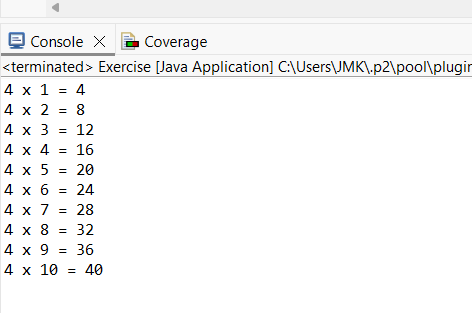 Console Coverage
<terminated> Exercise [Java Application] C:\Users\JMK\.p2\pool\plugin
4 x 1 = 4
4 x 2 = 8
4 x 3 = 12
4 x 4 = 16
4 x 5 = 20
4 x 6 = 24
4 x 7 = 28
4 x 8 = 32
4 x 9 = 36
4 x 10 = 40